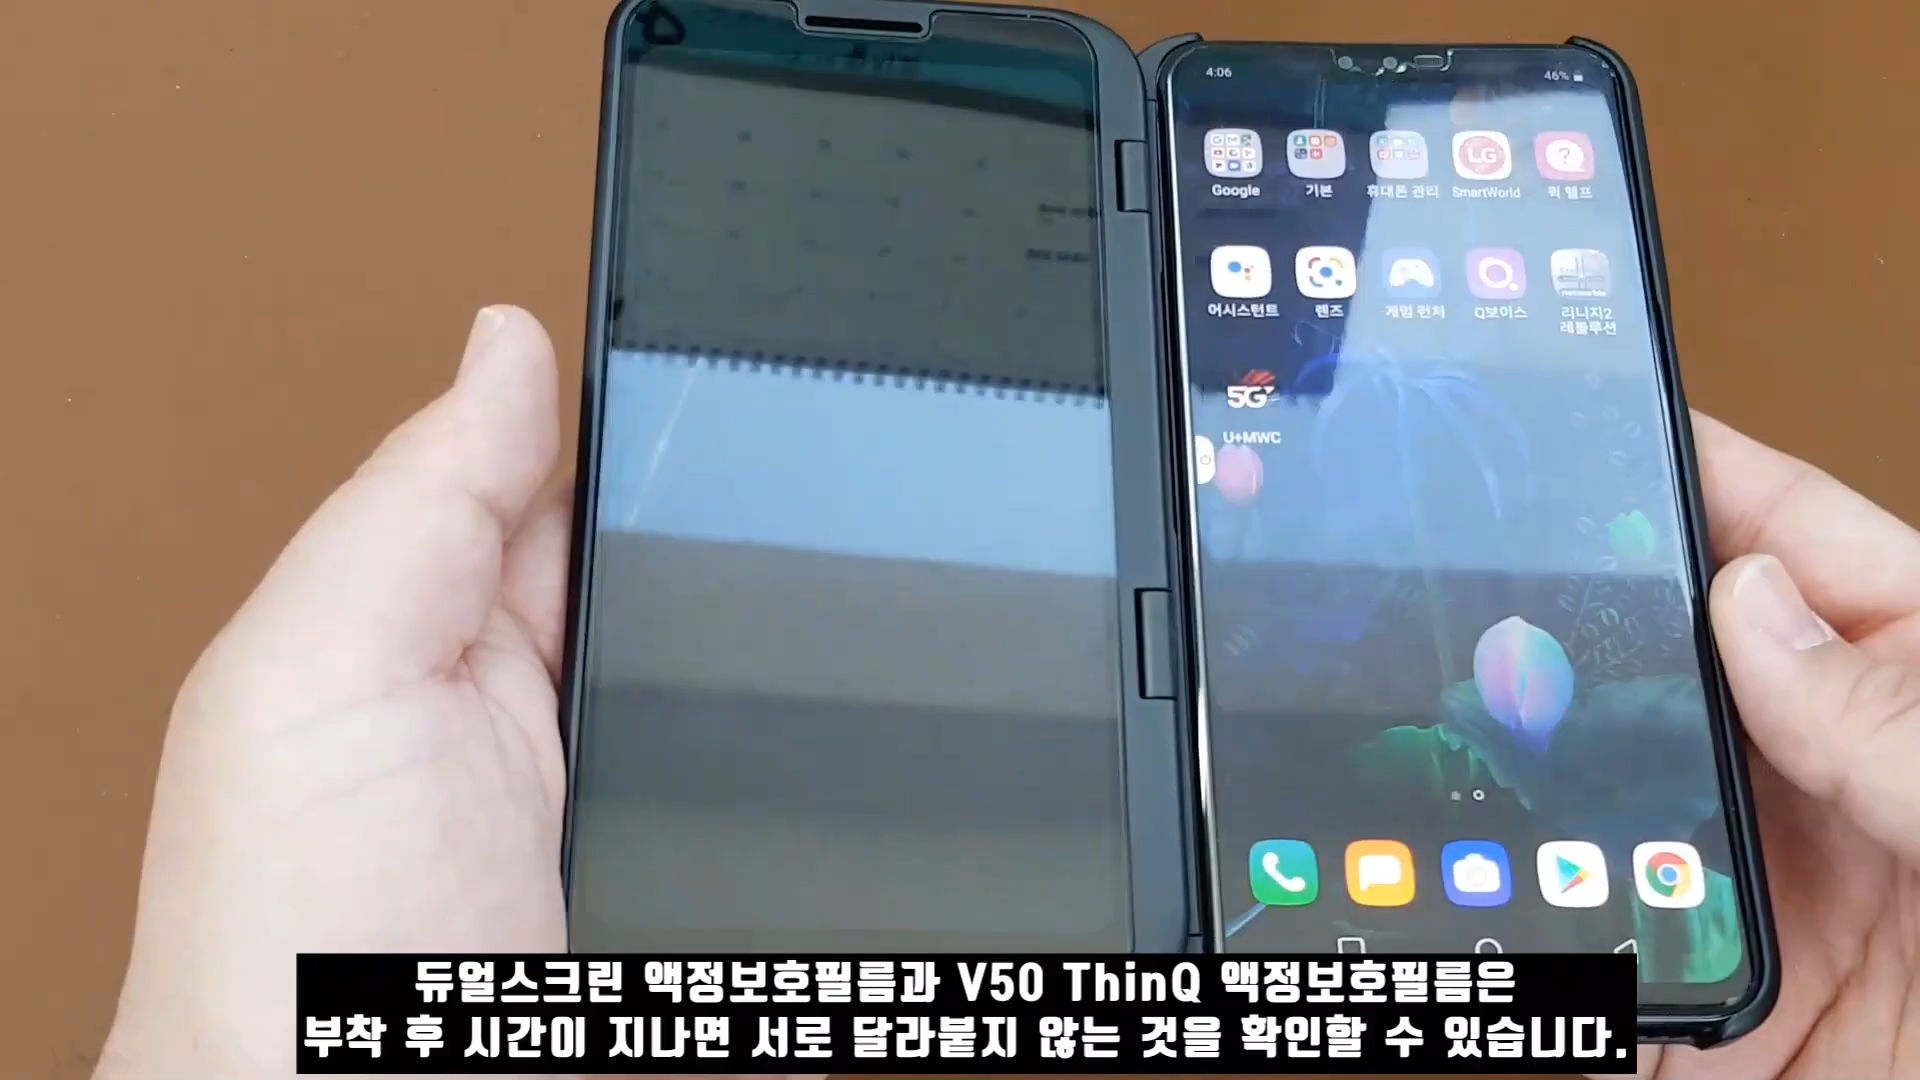 4:06
46%
Google
기본
휴대폰 관리
SmartWorld
퀵 헬프
LG
어시스턴트
렌즈
게임 런처
Q보이스
리니지2
레볼루션
5G
U+MWC
듀얼스크린 액정보호필름과 V50 ThinQ 액정보호필름은
부착 후 시간이 지나면 서로 달라붙지 않는 것을 확인할 수 있습니다.